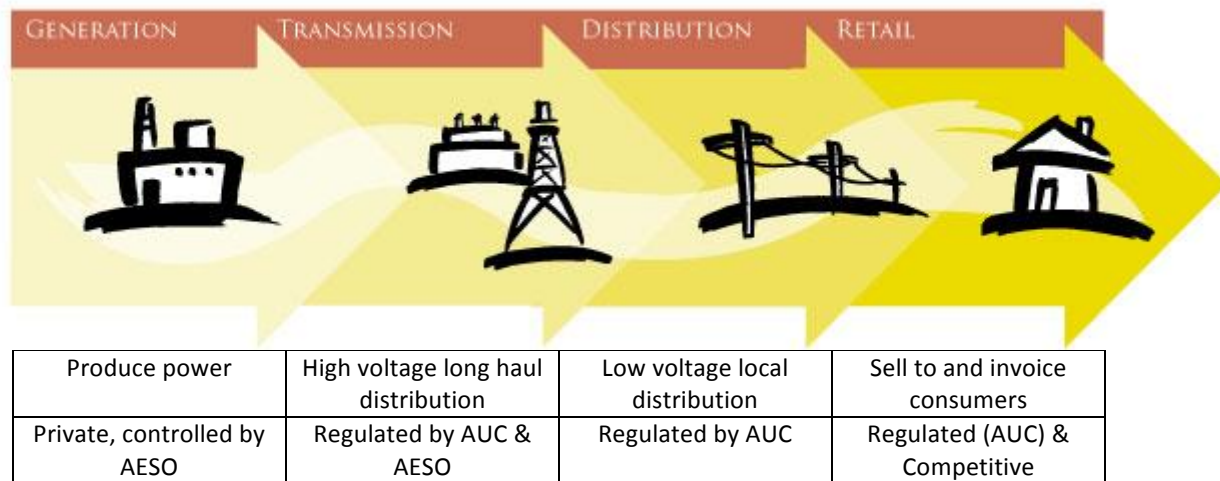 GENERATION TRANSMISSION DISTRIBUTION RETAIL
Produce power
High voltage long haul
distribution
Low voltage local
distribution
Sell to and invoice
consumers
Private, controlled by
AESO
Regulated by AUC &
AESO
Regulated by AUC
Regulated (AUC) &
Competitive